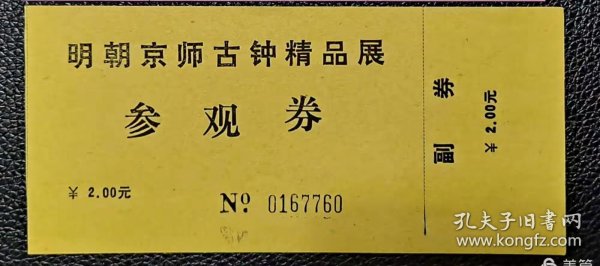 明朝京师古钟精品展
参观券
¥ 2.00元
Nº 0167760
副券
¥ 2.00元
孔夫子旧书网
www.kongfz.com